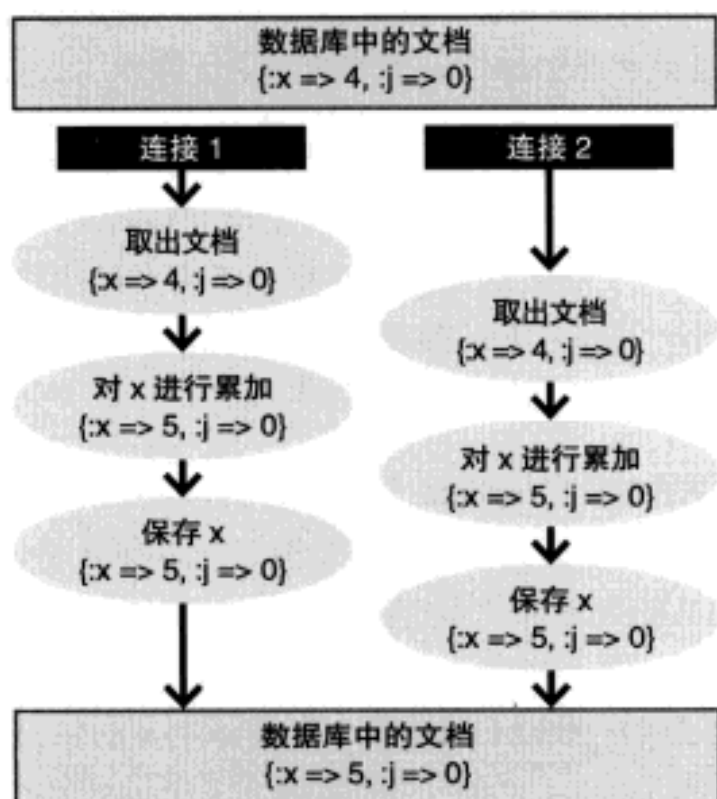 数据库中的文档
{:x => 4, :j => 0}
连接 1
取出文档
{:x => 4, :j => 0}
对 x 进行累加
{:x => 5, :j => 0}
保存 x
{:x => 5, :j => 0}
连接 2
取出文档
{:x => 4, :j => 0}
对 x 进行累加
{:x => 5, :j => 0}
保存 x
{:x => 5, :j => 0}
数据库中的文档
{:x => 5, :j => 0}